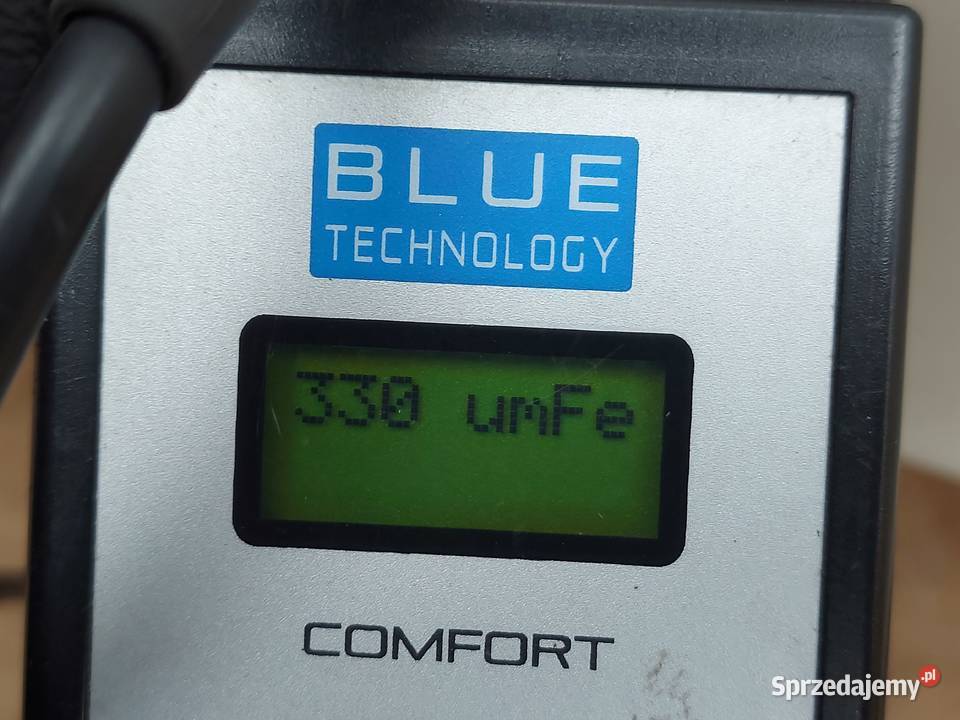 BLUE
TECHNOLOGY
330 umFe
COMFORT
Sprzedajemy.pl